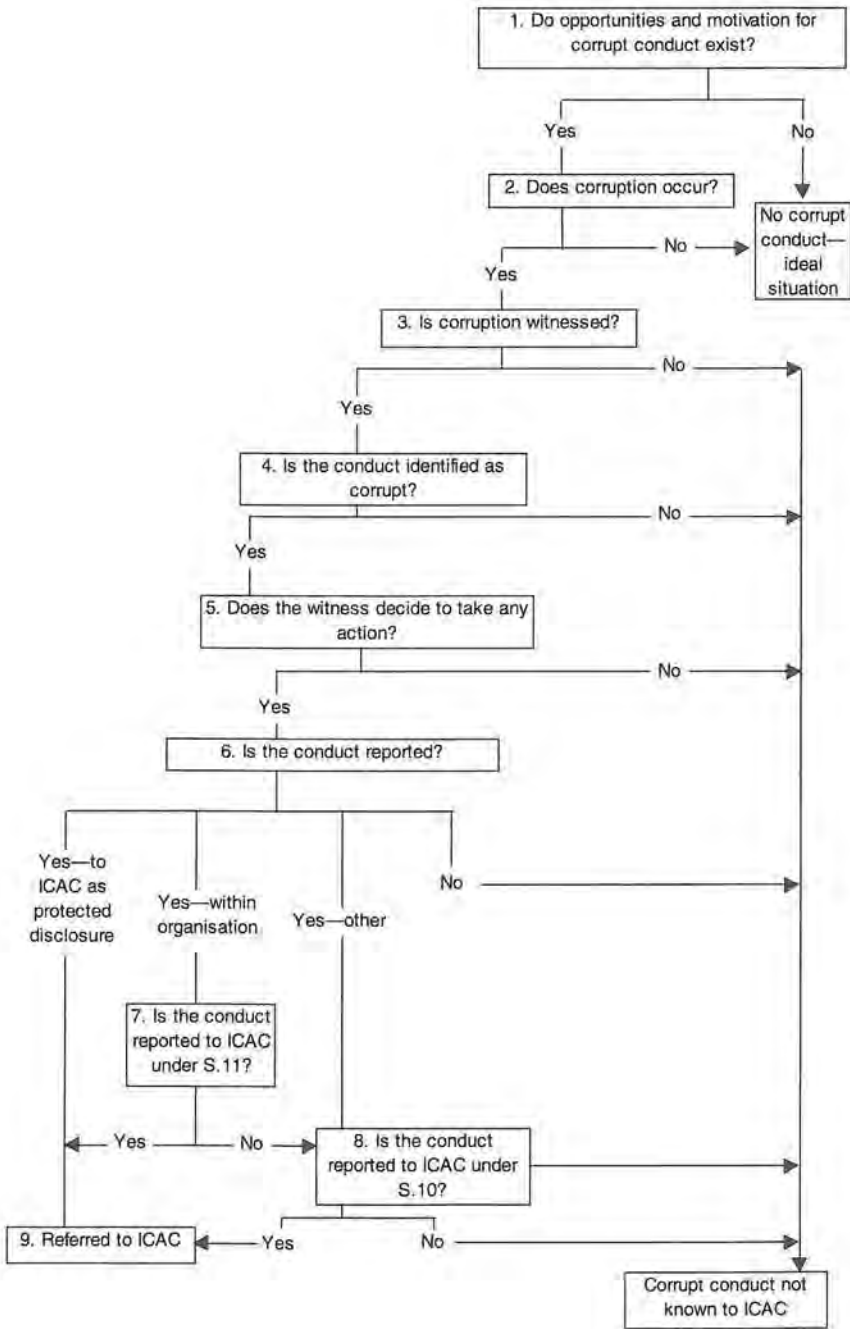 1. Do opportunities and motivation for
corrupt conduct exist?
Yes
No
2. Does corruption occur?
No corrupt
conduct—
ideal
situation
No
Yes
3. Is corruption witnessed?
No
Yes
4. Is the conduct identified as
corrupt?
No
Yes
5. Does the witness decide to take any
action?
No
Yes
6. Is the conduct reported?
Yes—to
ICAC as
protected
disclosure
Yes—within
organisation
Yes—other
No
7. Is the conduct
reported to ICAC
under S.11?
Yes
No
8. Is the conduct
reported to ICAC under
S.10?
9. Referred to ICAC
Yes
No
Corrupt conduct not
known to ICAC